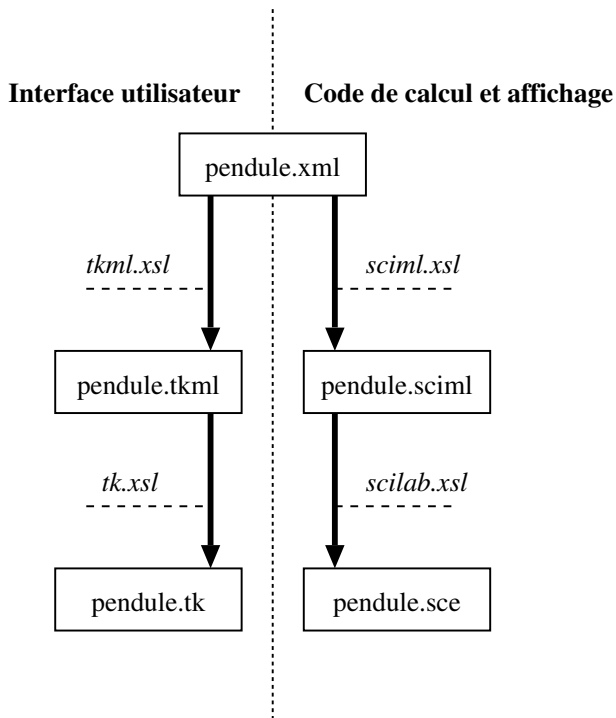 Interface utilisateur
Code de calcul et affichage
pendule.xml
tkml.xsl
sciml.xsl
pendule.tkml
pendule.sciml
tk.xsl
scilab.xsl
pendule.tk
pendule.sce